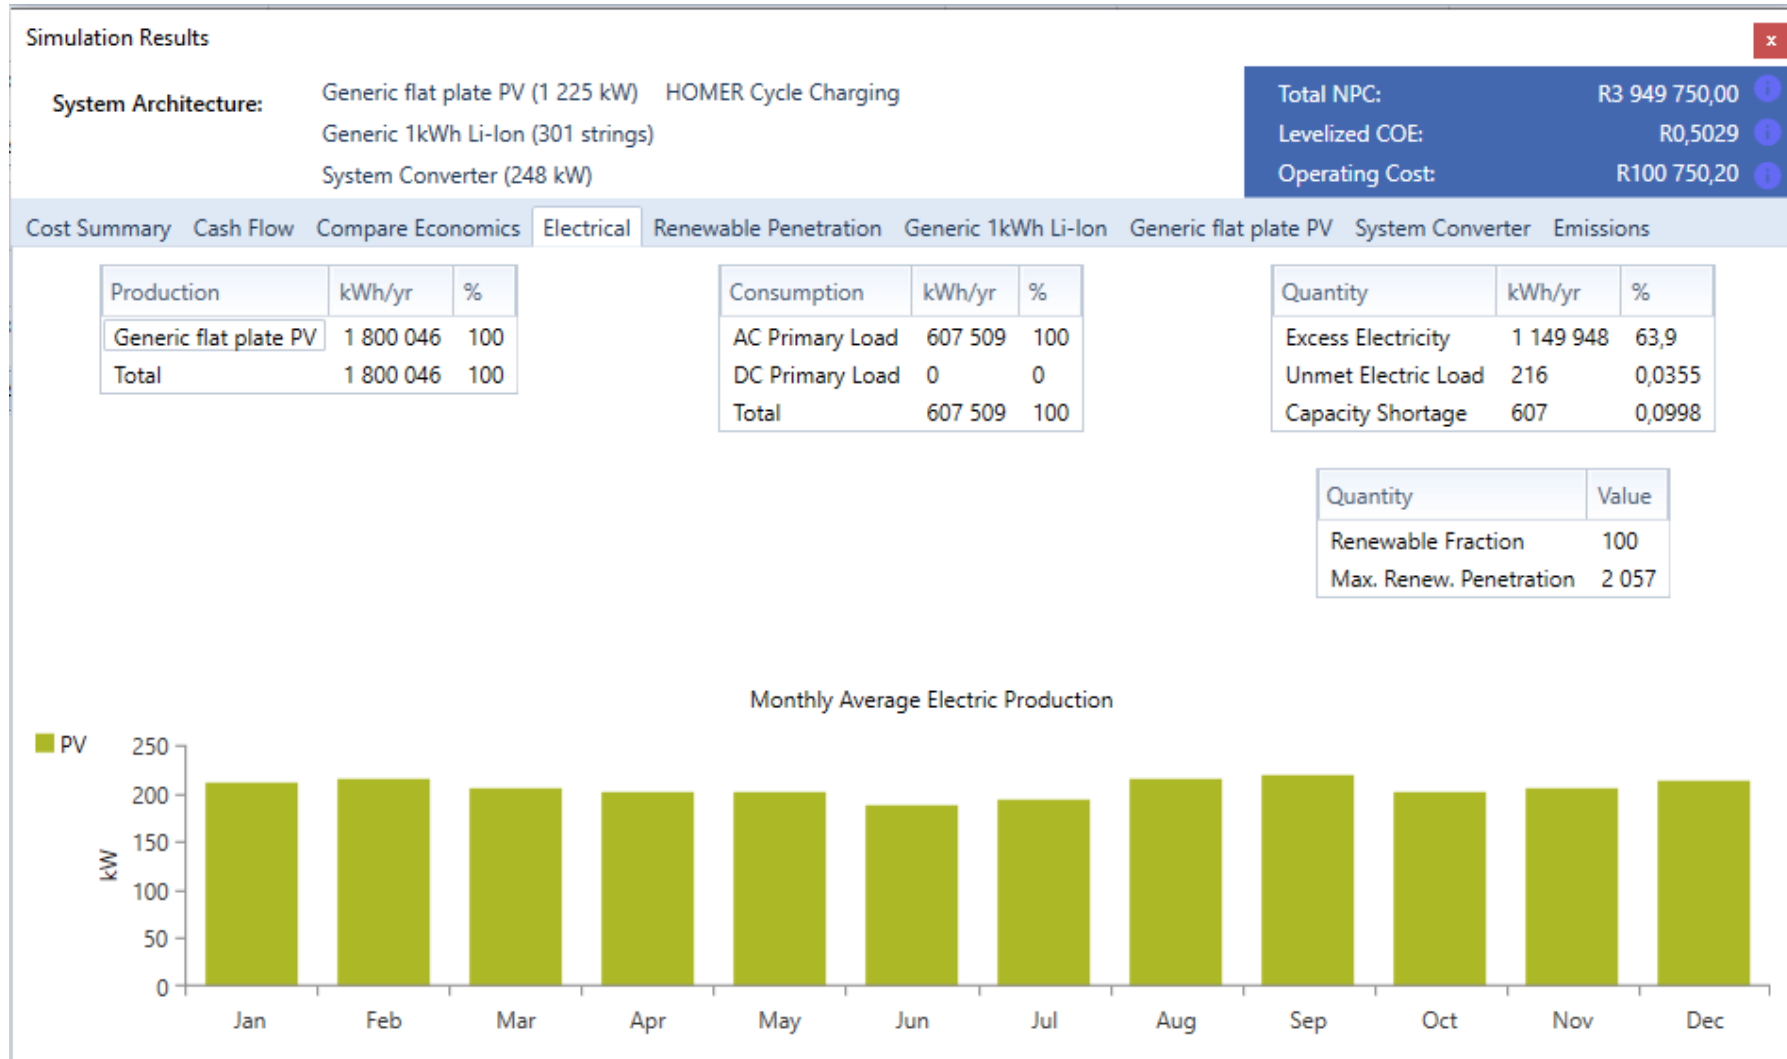 Simulation Results
x
System Architecture:
Generic flat plate PV (1 225 kW) HOMER Cycle Charging
Generic 1kWh Li-Ion (301 strings)
System Converter (248 kW)
Total NPC: R3 949 750,00
Levelized COE: R0,5029
Operating Cost: R100 750,20
Cost Summary Cash Flow Compare Economics Electrical Renewable Penetration Generic 1kWh Li-Ion Generic flat plate PV System Converter Emissions
Production kWh/yr %
Generic flat plate PV 1 800 046 100
Total 1 800 046 100
Consumption kWh/yr %
AC Primary Load 607 509 100
DC Primary Load 0 0
Total 607 509 100
Quantity kWh/yr %
Excess Electricity 1 149 948 63,9
Unmet Electric Load 216 0,0355
Capacity Shortage 607 0,0998
Quantity Value
Renewable Fraction 100
Max. Renew. Penetration 2 057
Monthly Average Electric Production
PV
kW
250
200
150
100
50
0
Jan Feb Mar Apr May Jun Jul Aug Sep Oct Nov Dec